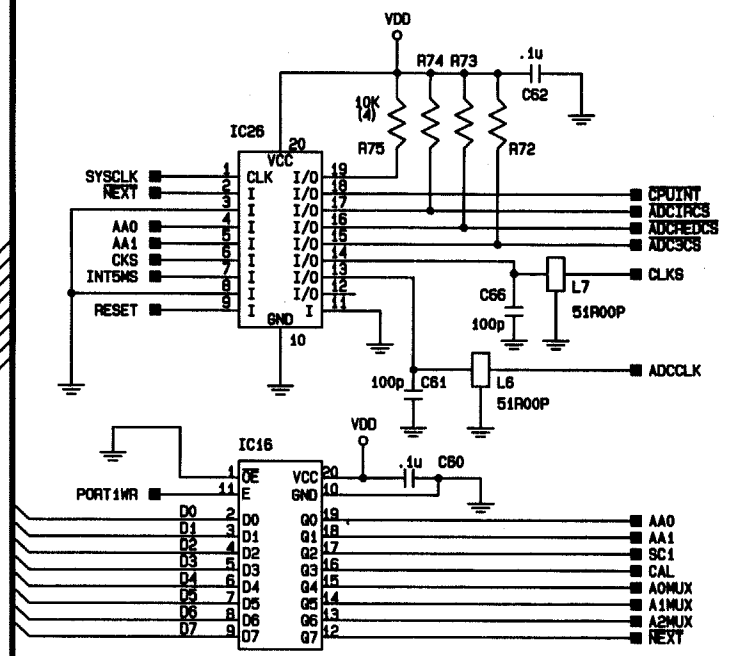 VDD
R74 R73
.1u
C62
10K
(4)
R75
R72
IC26
20
VCC
SYSCLK 1 CLK I/O 19
NEXT 2 I I/O 18 CPUINT
3 I I/O 17 ADCIRCS
AA0 4 I I/O 16 ADCREDCS
AA1 5 I I/O 15 ADC3CS
CKS 6 I I/O 14
INT5MS 7 I I/O 13 CLKS
8 I I/O 12
RESET 9 I I 11
GND
10
C66
100p
L7
51R00P
100p C61
L6
51R00P
ADCCLK
VDD
IC16
.1u C60
1 OE VCC 20
PORT1WR 11 E GND 10
D0 2 D0 Q0 19 AA0
D1 3 D1 Q1 18 AA1
D2 4 D2 Q2 17 SC1
D3 5 D3 Q3 16 CAL
D4 6 D4 Q4 15 A0MUX
D5 7 D5 Q5 14 A1MUX
D6 8 D6 Q6 13 A2MUX
D7 9 D7 Q7 12 NEXT